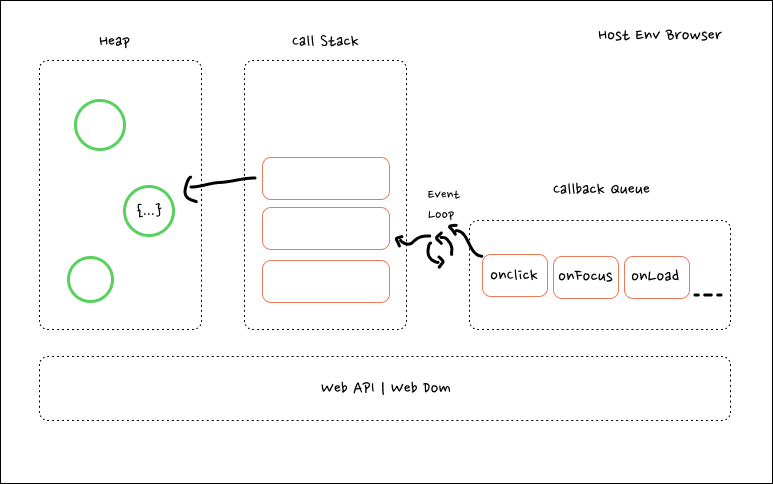 Heap
Call Stack
Host Env Browser
{...}
Event
Loop
Callback Queue
onclick
onFocus
onLoad
Web API | Web Dom